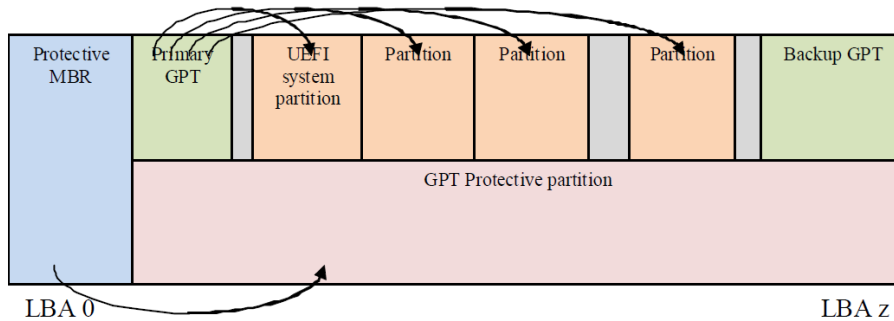 Protective
MBR
Primary
GPT
UEFI
system
partition
Partition
Partition
Partition
Backup GPT
GPT Protective partition
LBA 0
LBA z